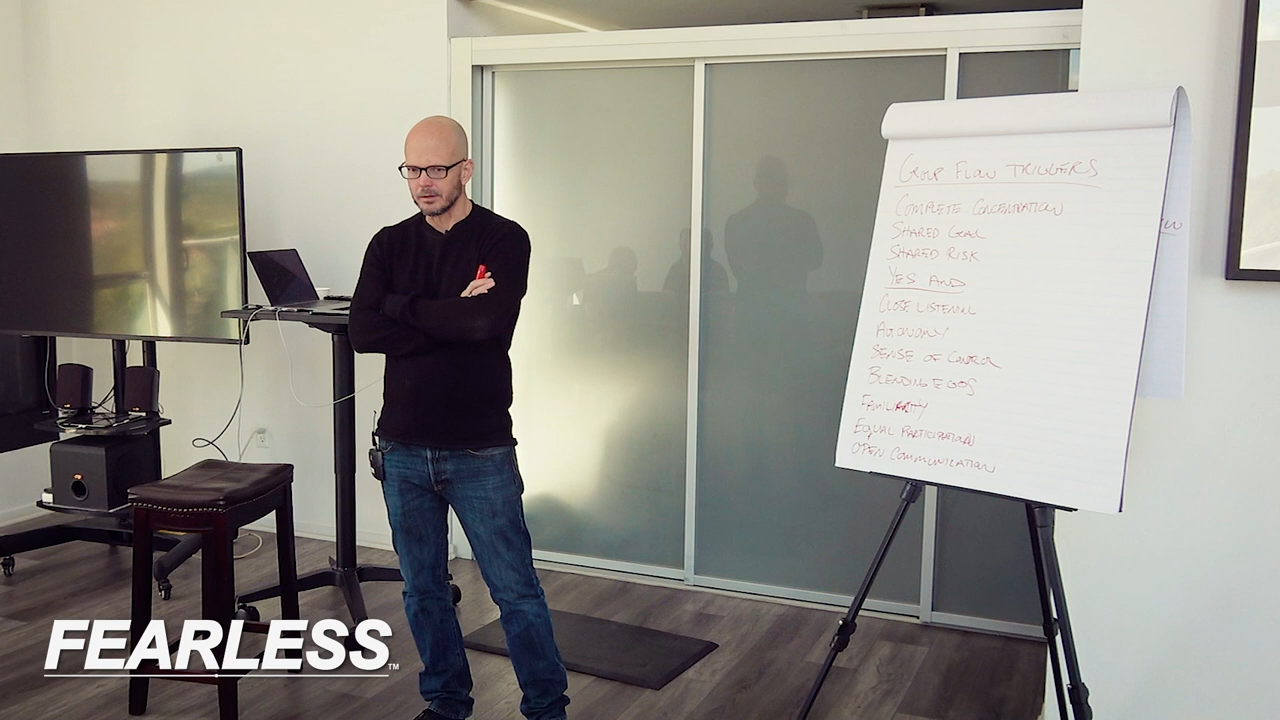 GROUP FLOW TRIGGERS
COMPLETE CONCENTRATION
SHARED GOAL
SHARED RISK
YES AND
CLOSE LISTENING
AUTONOMY
SENSE OF CONTROL
BLENDING EGOS
FAMILIARITY
EQUAL PARTICIPATION
OPEN COMMUNICATION
FEARLESS™